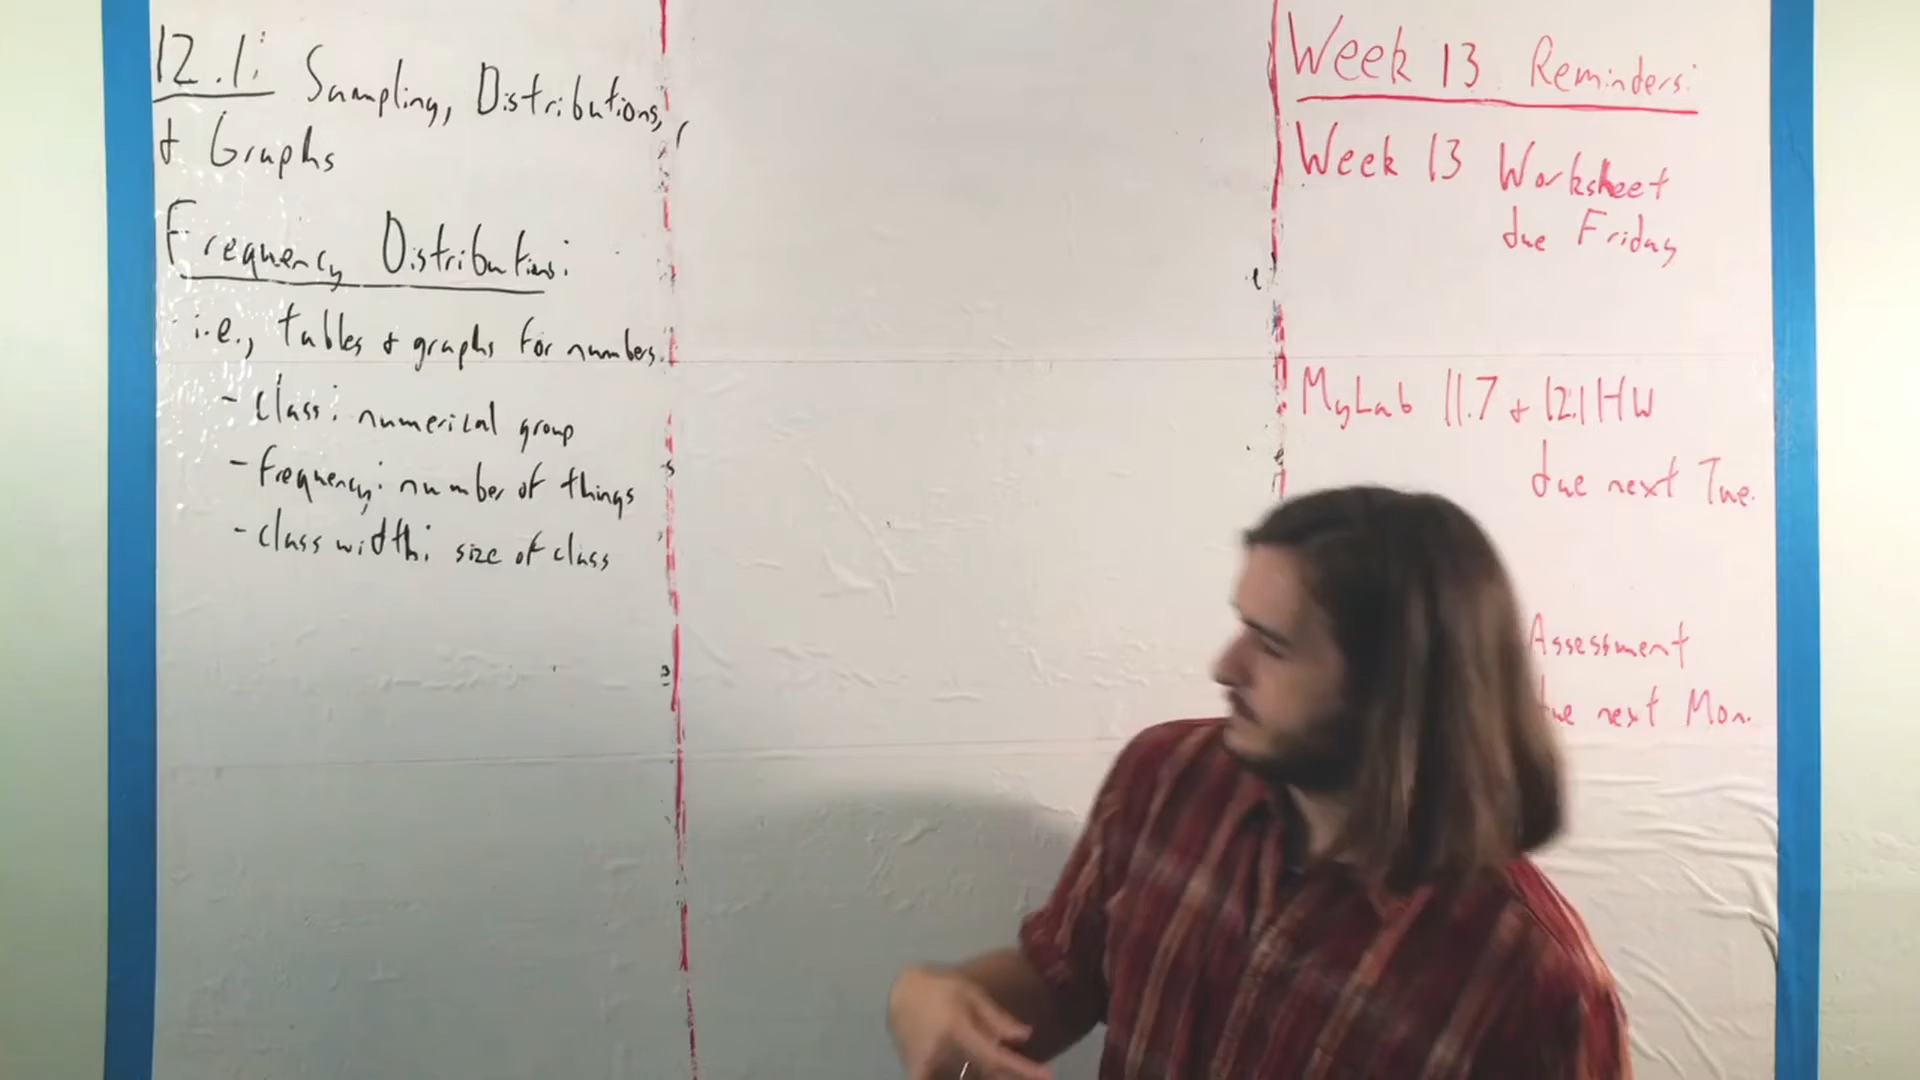 12.1: Sampling, Distributions,
& Graphs
Frequency Distributions:
i.e., tables & graphs for numbers.
- class: numerical group
- frequency: number of things
- class width: size of class
Week 13 Reminders:
Week 13 Worksheet
due Friday
MyLab 11.7 & 12.1 HW
due next Tue.
Assessment
due next Mon.